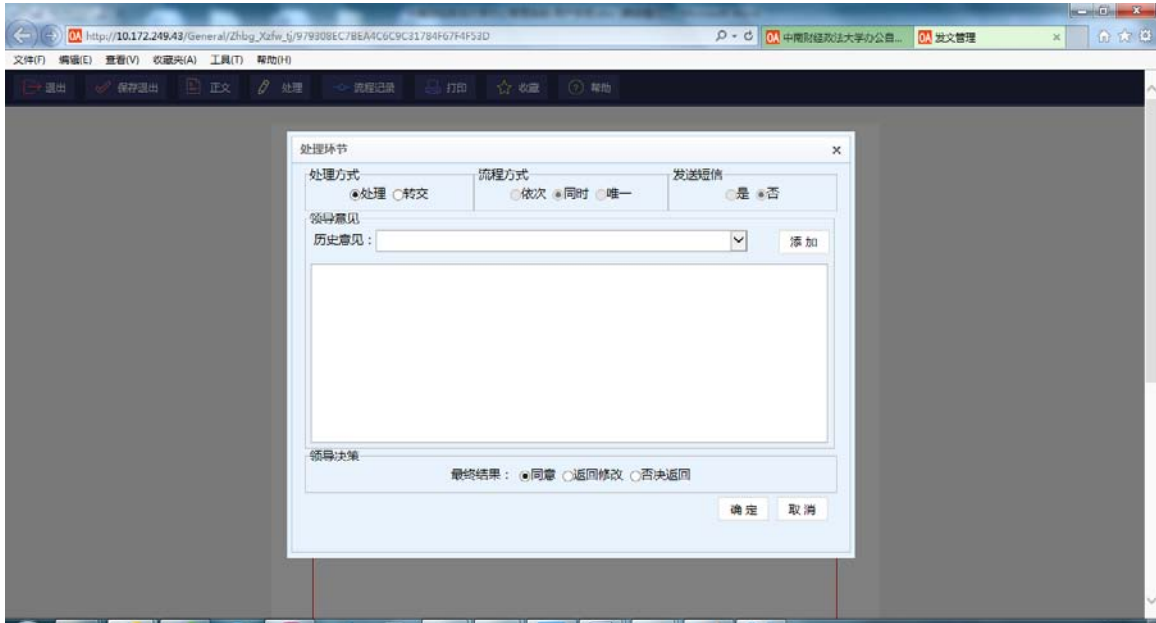 http://10.172.249.43/General/Zhbg_Xzfw_tj/979308EC7BEA4C6C9C31784F67F4F53D
OA 中南财经政法大学办公自...
OA 发文管理
文件(F) 编辑(E) 查看(V) 收藏夹(A) 工具(T) 帮助(H)
退出 保存退出 正文 处理 流程记录 打印 收藏 帮助
处理环节
处理方式 流程方式 发送短信
处理 转交 依次 同时 唯一 是 否
领导意见
历史意见： 添加
领导决策
最终结果： 同意 返回修改 否决返回
确定 取消